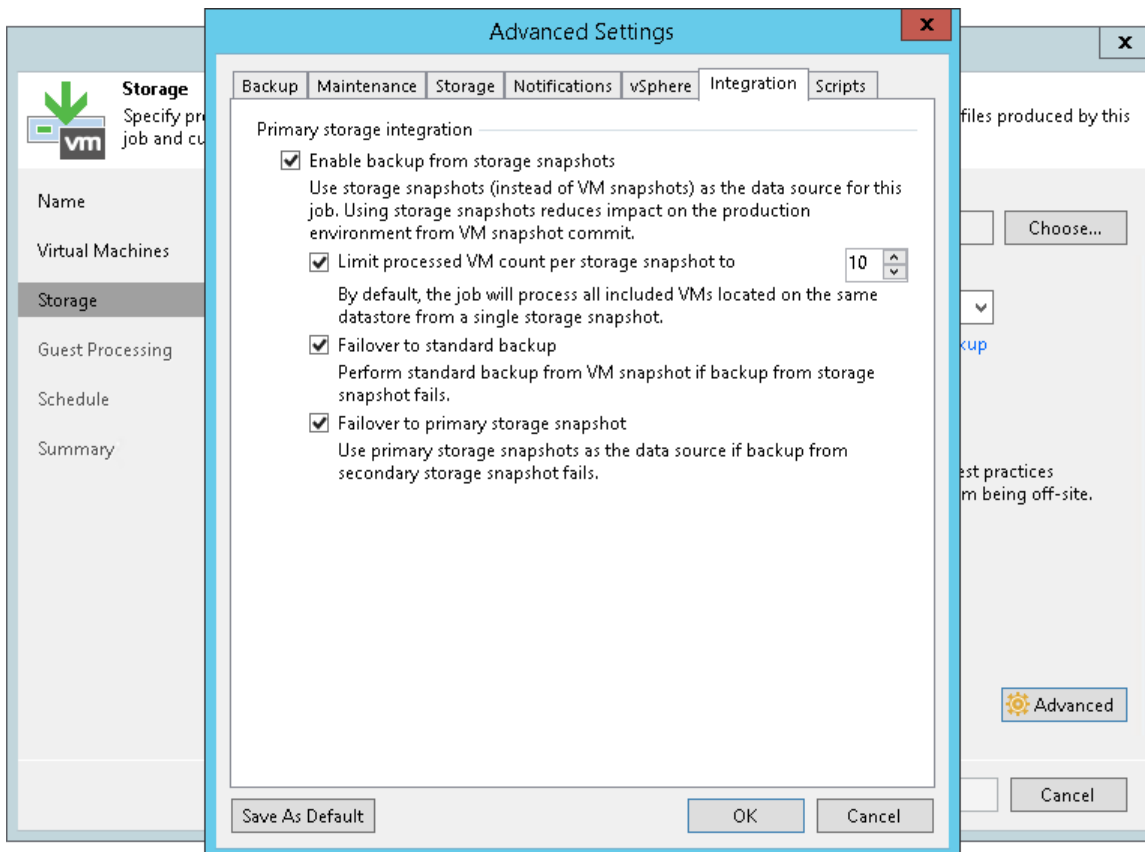 Advanced Settings
X
X
Storage
Specify pr
job and cu
files produced by this
vm
Name
Virtual Machines
Storage
Guest Processing
Schedule
Summary
Backup Maintenance Storage Notifications vSphere Integration Scripts
Primary storage integration
Enable backup from storage snapshots
Use storage snapshots (instead of VM snapshots) as the data source for this
job. Using storage snapshots reduces impact on the production
environment from VM snapshot commit.
Limit processed VM count per storage snapshot to 10
By default, the job will process all included VMs located on the same
datastore from a single storage snapshot.
Failover to standard backup
Perform standard backup from VM snapshot if backup from storage
snapshot fails.
Failover to primary storage snapshot
Use primary storage snapshots as the data source if backup from
secondary storage snapshot fails.
Choose...
kup
est practices
m being off-site.
Advanced
Save As Default OK Cancel
Cancel